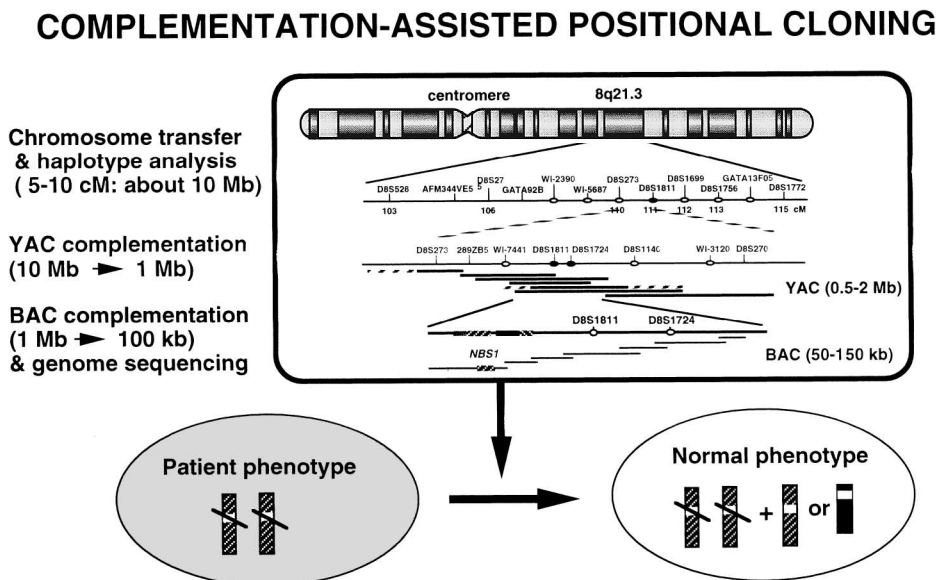 COMPLEMENTATION-ASSISTED POSITIONAL CLONING
centromere 8q21.3
Chromosome transfer
& haplotype analysis
( 5-10 cM: about 10 Mb)
D8S528 AFM344VE5 D8S27 5 GATA92B WI-2390 WI-5687 D8S273 D8S1811 D8S1699 D8S1756 GATA13F05 D8S1772
103 106 110 111 112 113 115 cM
YAC complementation
(10 Mb → 1 Mb)
D8S273 289ZB5 WI-7441 D8S1811 D8S1724 D8S1140 WI-3120 D8S270
YAC (0.5-2 Mb)
BAC complementation
(1 Mb → 100 kb)
& genome sequencing
D8S1811 D8S1724
NBS1
BAC (50-150 kb)
Patient phenotype
Normal phenotype
+ or